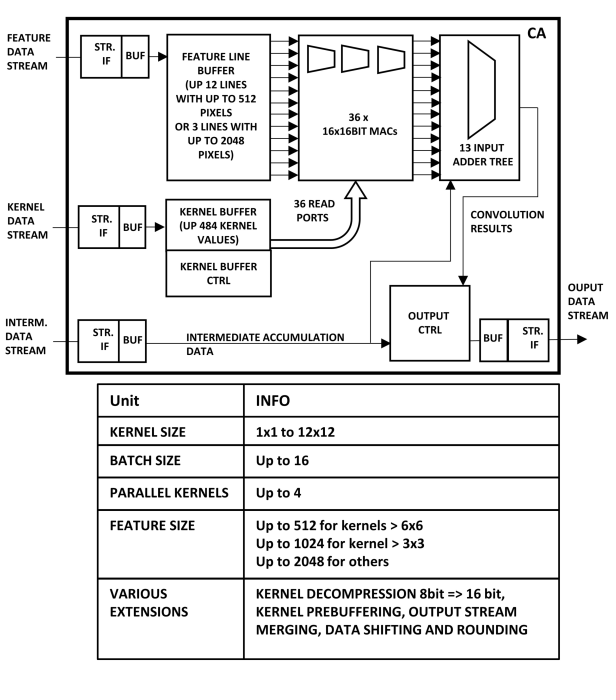 CA
FEATURE
DATA
STREAM
STR.
IF
BUF
FEATURE LINE
BUFFER
(UP 12 LINES
WITH UP TO 512
PIXELS
OR 3 LINES WITH
UP TO 2048
PIXELS)
36 x
16x16BIT MACs
13 INPUT
ADDER TREE
KERNEL
DATA
STREAM
STR.
IF
BUF
KERNEL BUFFER
(UP 484 KERNEL
VALUES)
KERNEL BUFFER
CTRL
36 READ
PORTS
CONVOLUTION
RESULTS
INTERM.
DATA
STREAM
STR.
IF
BUF
INTERMEDIATE ACCUMULATION
DATA
OUTPUT
CTRL
BUF
STR.
IF
OUPUT
DATA
STREAM
Unit INFO
KERNEL SIZE 1x1 to 12x12
BATCH SIZE Up to 16
PARALLEL KERNELS Up to 4
FEATURE SIZE Up to 512 for kernels > 6x6
Up to 1024 for kernel > 3x3
Up to 2048 for others
VARIOUS KERNEL DECOMPRESSION 8bit => 16 bit,
EXTENSIONS KERNEL PREBUFFERING, OUTPUT STREAM
MERGING, DATA SHIFTING AND ROUNDING